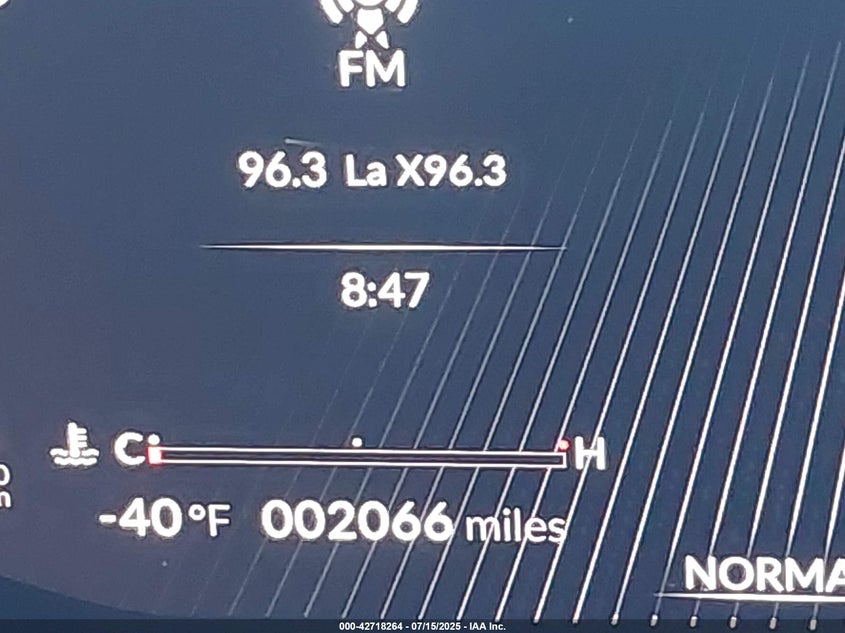 FM
96.3 La X96.3
8:47
C H
-40°F 002066 miles
NORMA
000-42718264 - 07/15/2025 - IAA Inc.